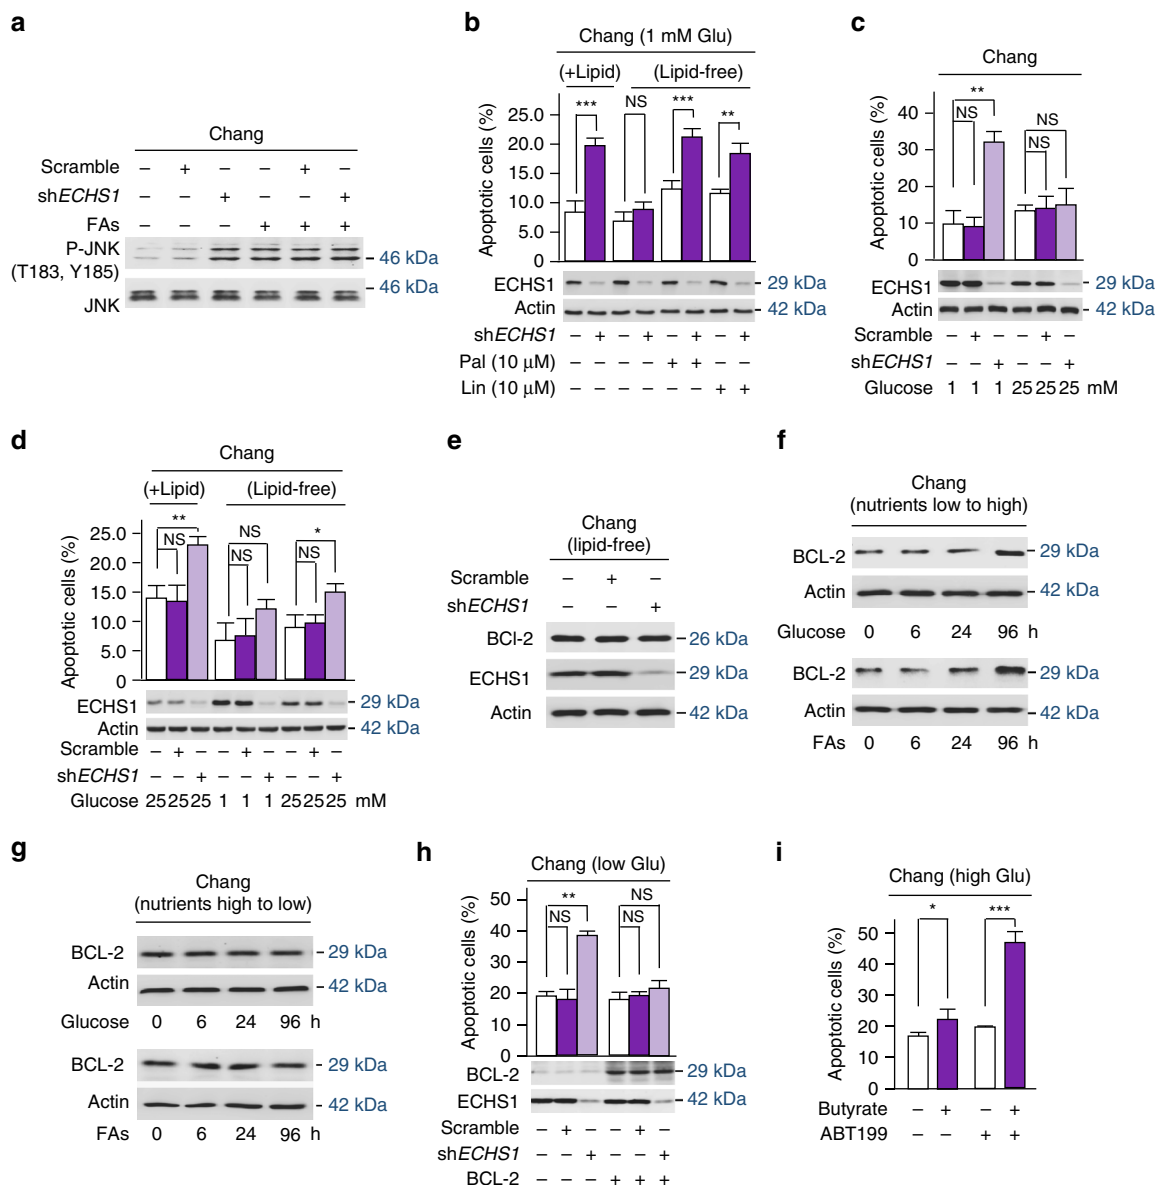 a
Chang
Scramble – + – – + –
shECHS1 – – + – – +
FAs – – – + + +
P-JNK
(T183, Y185)
46 kDa
46 kDa
JNK
b
Chang (1 mM Glu)
(+Lipid) (Lipid-free)
Apoptotic cells (%)
25.0
20.0
15.0
10.0
5.0
0
*** NS *** **
ECHS1 29 kDa
Actin 42 kDa
shECHS1 – + – + – + – +
Pal (10 μM) – – – – + + – –
Lin (10 μM) – – – – – – + +
c
Chang
Apoptotic cells (%)
40
30
20
10
0
**
NS
NS
NS
ECHS1 29 kDa
Actin 42 kDa
Scramble – + – – + –
shECHS1 – – + – – +
Glucose 1 1 1 25 25 25 mM
d
Chang
(+Lipid) (Lipid-free)
Apoptotic cells (%)
25.0
20.0
15.0
10.0
5.0
0
**
NS
NS
NS
*
NS
ECHS1 29 kDa
Actin 42 kDa
Scramble – + – – + – – + –
shECHS1 – – + – – + – – +
Glucose 25 25 25 1 1 1 25 25 25 mM
e
Chang
(lipid-free)
Scramble – + –
shECHS1 – – +
BCl-2 26 kDa
ECHS1 29 kDa
Actin 42 kDa
f
Chang
(nutrients low to high)
BCL-2 29 kDa
Actin 42 kDa
Glucose 0 6 24 96 h
BCL-2 29 kDa
Actin 42 kDa
FAs 0 6 24 96 h
g
Chang
(nutrients high to low)
BCL-2 29 kDa
Actin 42 kDa
Glucose 0 6 24 96 h
BCL-2 29 kDa
Actin 42 kDa
FAs 0 6 24 96 h
h
Chang (low Glu)
Apoptotic cells (%)
50
40
30
20
10
0
**
NS
NS
NS
BCL-2 29 kDa
ECHS1 42 kDa
Scramble – + – – + –
shECHS1 – – + – – +
BCL-2 – – – + + +
i
Chang (high Glu)
Apoptotic cells (%)
50
40
30
20
10
0
* ***
Butyrate – + – +
ABT199 – – + +